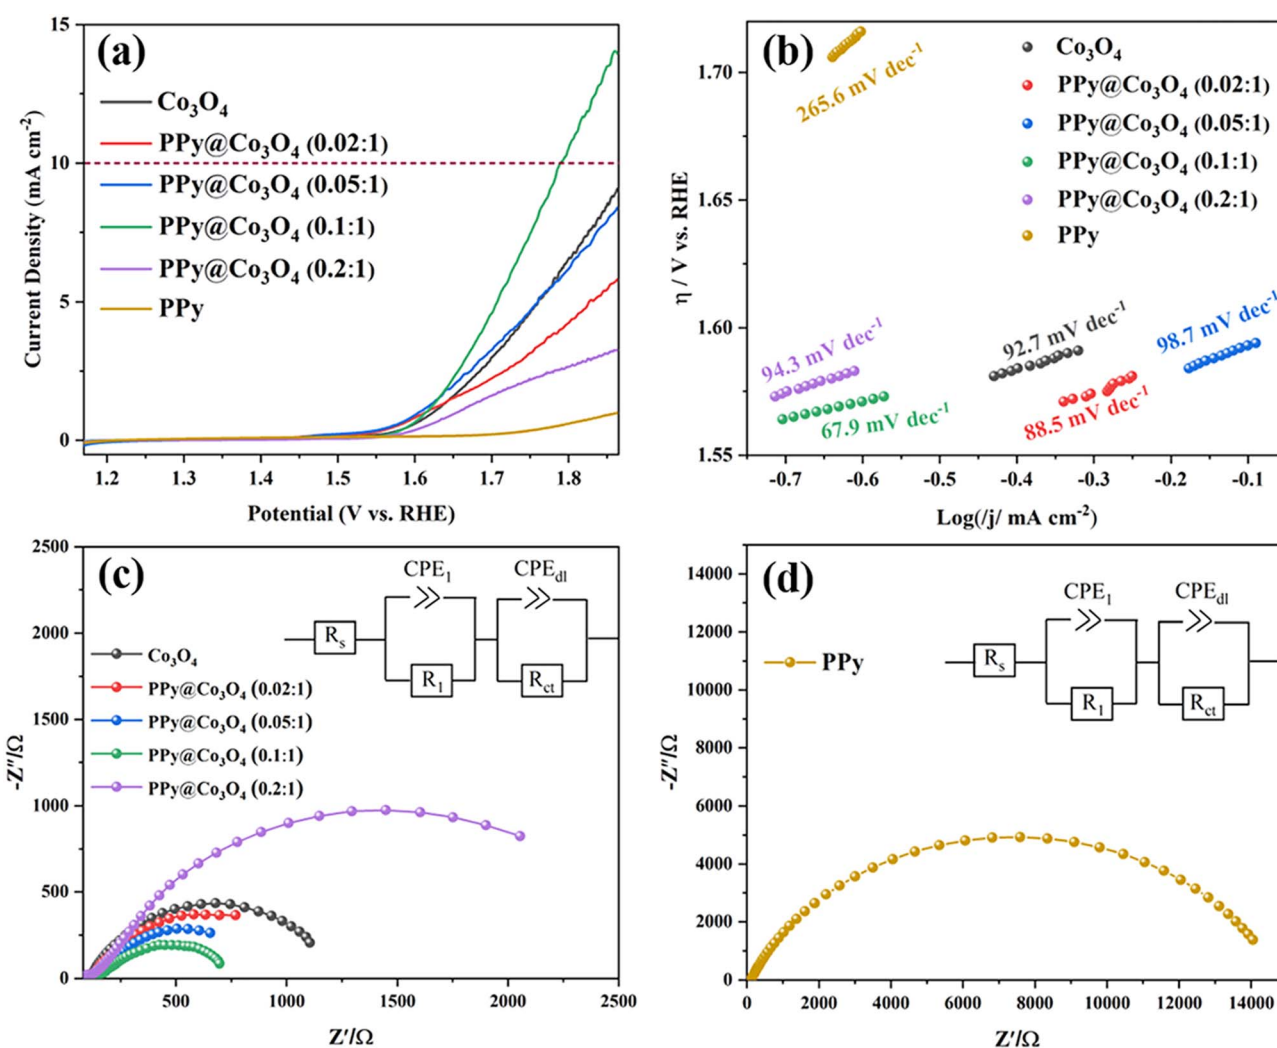 (a)
15
10
5
0
Current Density (mA cm⁻²)
Co₃O₄
PPy@Co₃O₄ (0.02:1)
PPy@Co₃O₄ (0.05:1)
PPy@Co₃O₄ (0.1:1)
PPy@Co₃O₄ (0.2:1)
PPy
1.2 1.3 1.4 1.5 1.6 1.7 1.8
Potential (V vs. RHE)
(b)
1.70
1.65
1.60
1.55
η / V vs. RHE
Co₃O₄
PPy@Co₃O₄ (0.02:1)
PPy@Co₃O₄ (0.05:1)
PPy@Co₃O₄ (0.1:1)
PPy@Co₃O₄ (0.2:1)
PPy
265.6 mV dec⁻¹
94.3 mV dec⁻¹
67.9 mV dec⁻¹
92.7 mV dec⁻¹
88.5 mV dec⁻¹
98.7 mV dec⁻¹
-0.7 -0.6 -0.5 -0.4 -0.3 -0.2 -0.1
Log(/j/ mA cm⁻²)
(c)
2500
2000
1500
1000
500
0
-Z″/Ω
CPE₁ CPE_dl
R_s
R₁ R_ct
Co₃O₄
PPy@Co₃O₄ (0.02:1)
PPy@Co₃O₄ (0.05:1)
PPy@Co₃O₄ (0.1:1)
PPy@Co₃O₄ (0.2:1)
500 1000 1500 2000 2500
Z′/Ω
(d)
14000
12000
10000
8000
6000
4000
2000
0
-Z″/Ω
PPy
CPE₁ CPE_dl
R_s
R₁ R_ct
0 2000 4000 6000 8000 10000 12000 14000
Z′/Ω